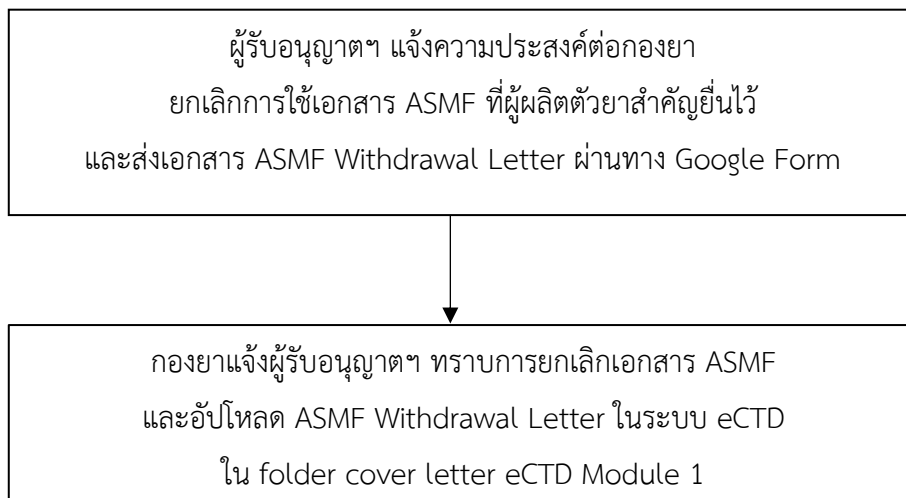 ผู้รับอนุญาตฯ แจ้งความประสงค์ต่อกองยา
ยกเลิกการใช้เอกสาร ASMF ที่ผู้ผลิตตัวยาสำคัญยื่นไว้
และส่งเอกสาร ASMF Withdrawal Letter ผ่านทาง Google Form
กองยาแจ้งผู้รับอนุญาตฯ ทราบการยกเลิกเอกสาร ASMF
และอัปโหลด ASMF Withdrawal Letter ในระบบ eCTD
ใน folder cover letter eCTD Module 1